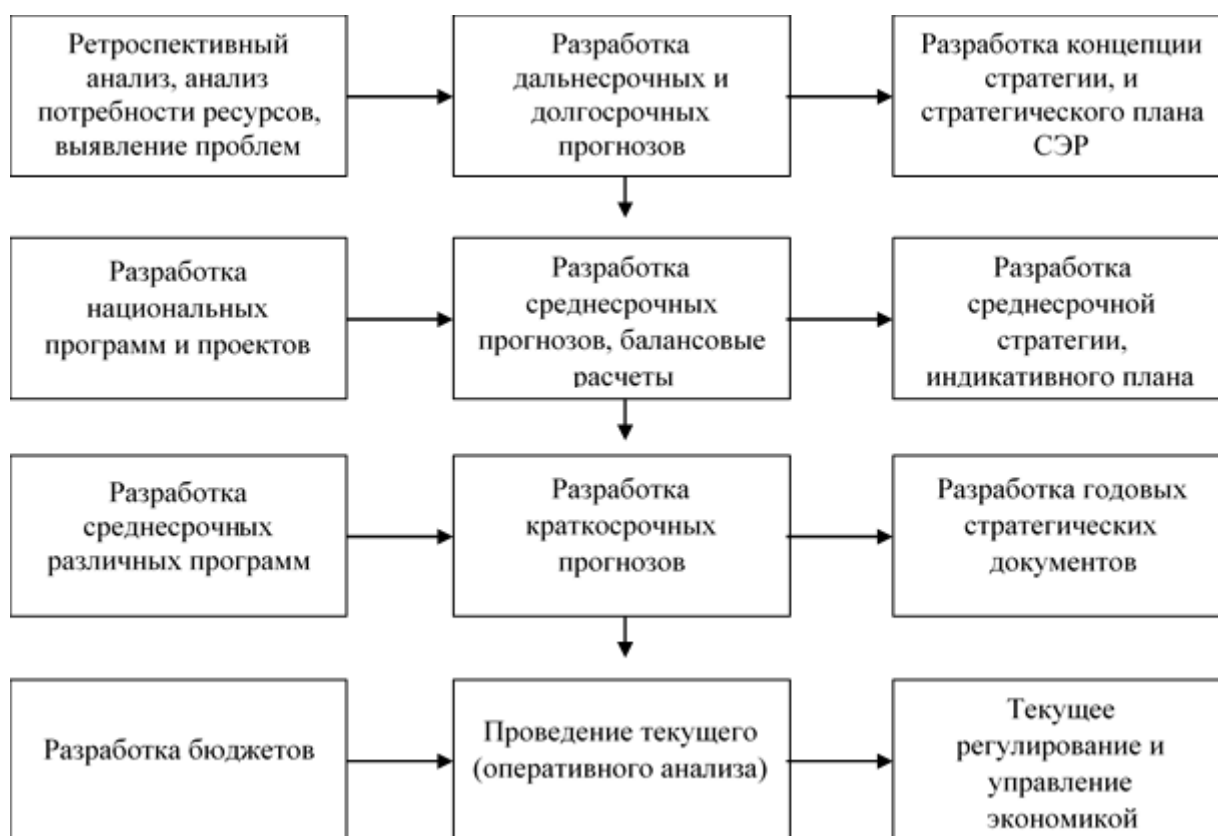 Ретроспективный
анализ, анализ
потребности ресурсов,
выявление проблем
Разработка
дальнесрочных и
долгосрочных
прогнозов
Разработка концепции
стратегии, и
стратегического плана
СЭР
Разработка
национальных
программ и проектов
Разработка
среднесрочных
прогнозов, балансовые
расчеты
Разработка
среднесрочной
стратегии,
индикативного плана
Разработка
среднесрочных
различных программ
Разработка
краткосрочных
прогнозов
Разработка годовых
стратегических
документов
Разработка бюджетов
Проведение текущего
(оперативного анализа)
Текущее
регулирование и
управление
экономикой